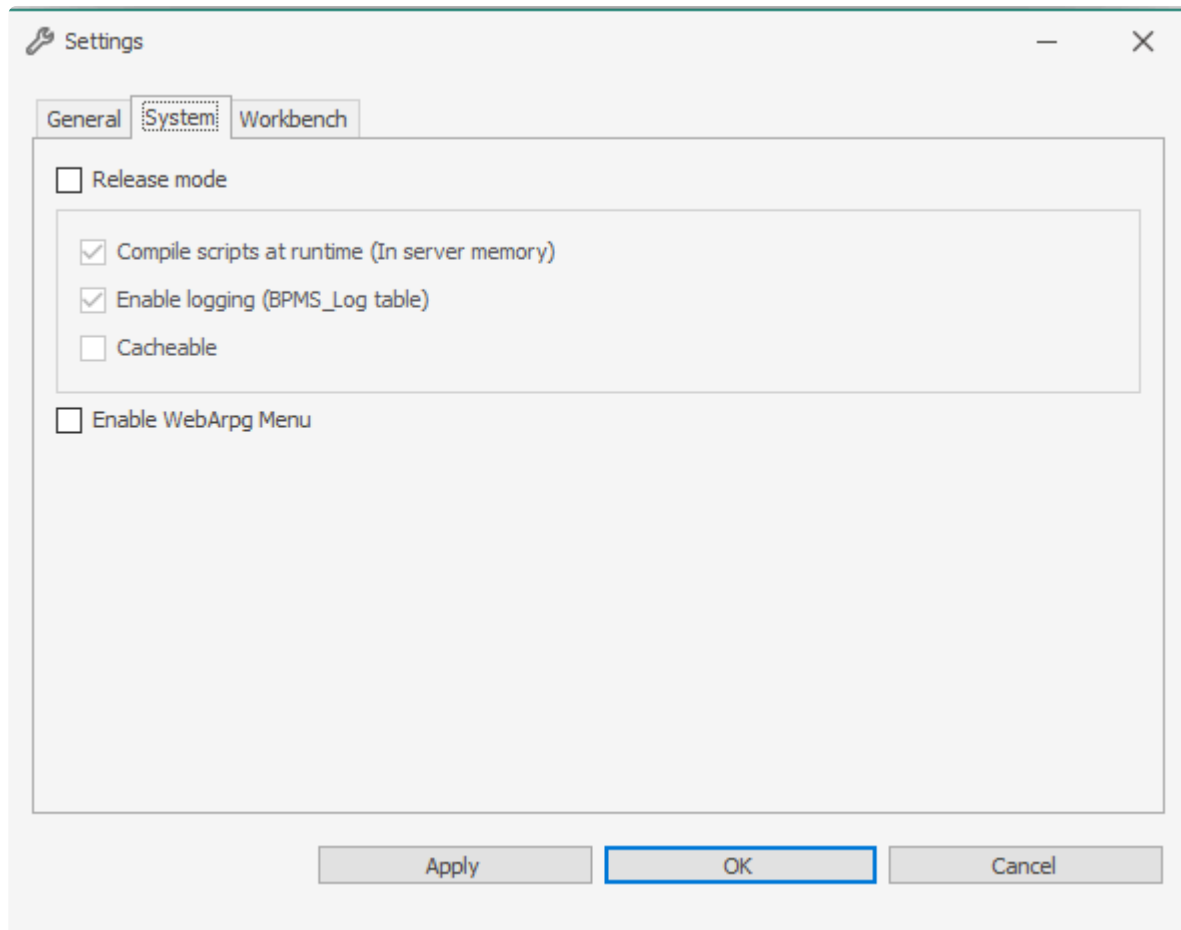 Settings
General System Workbench
Release mode
Compile scripts at runtime (In server memory)
Enable logging (BPMS_Log table)
Cacheable
Enable WebArpg Menu
Apply OK Cancel